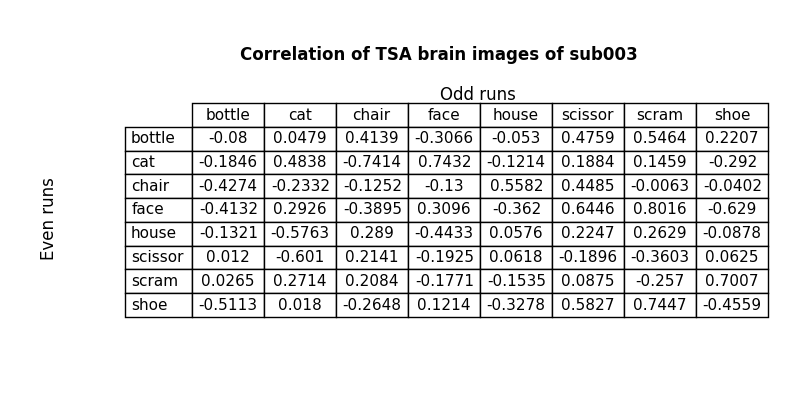 Correlation of TSA brain images of sub003
Odd runs
bottle cat chair face house scissor scram shoe
bottle -0.08 0.0479 0.4139 -0.3066 -0.053 0.4759 0.5464 0.2207
cat -0.1846 0.4838 -0.7414 0.7432 -0.1214 0.1884 0.1459 -0.292
chair -0.4274 -0.2332 -0.1252 -0.13 0.5582 0.4485 -0.0063 -0.0402
face -0.4132 0.2926 -0.3895 0.3096 -0.362 0.6446 0.8016 -0.629
house -0.1321 -0.5763 0.289 -0.4433 0.0576 0.2247 0.2629 -0.0878
scissor 0.012 -0.601 0.2141 -0.1925 0.0618 -0.1896 -0.3603 0.0625
scram 0.0265 0.2714 0.2084 -0.1771 -0.1535 0.0875 -0.257 0.7007
shoe -0.5113 0.018 -0.2648 0.1214 -0.3278 0.5827 0.7447 -0.4559
Even runs